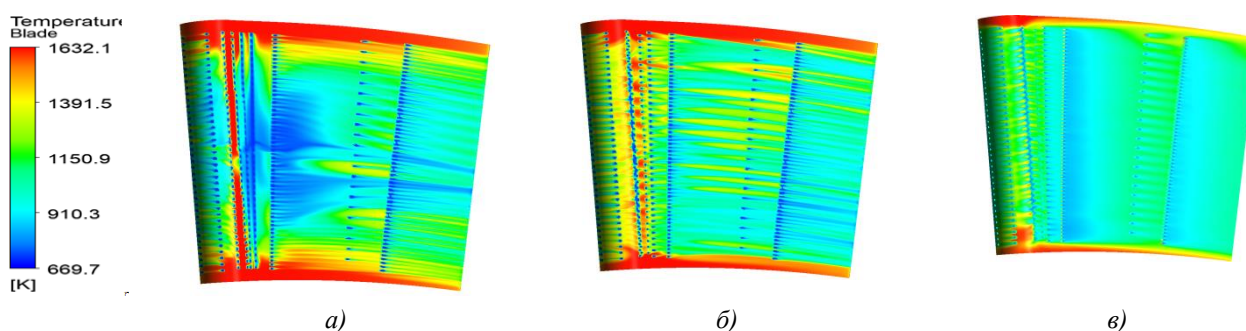 Temperature
Blade
1632.1
1391.5
1150.9
910.3
669.7
[K]
а)
б)
в)